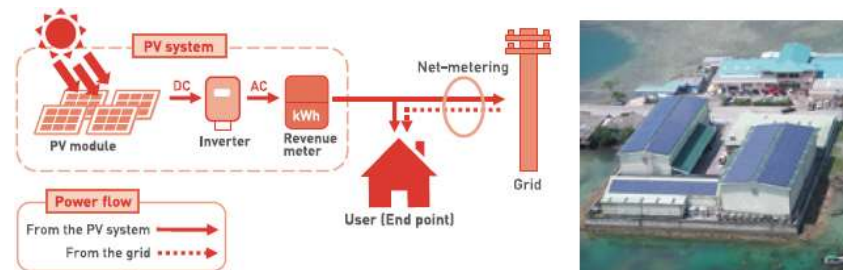 PV system
DC
AC
kWh
PV module
Inverter
Revenue
meter
Net-metering
Grid
User (End point)
Power flow
From the PV system
From the grid